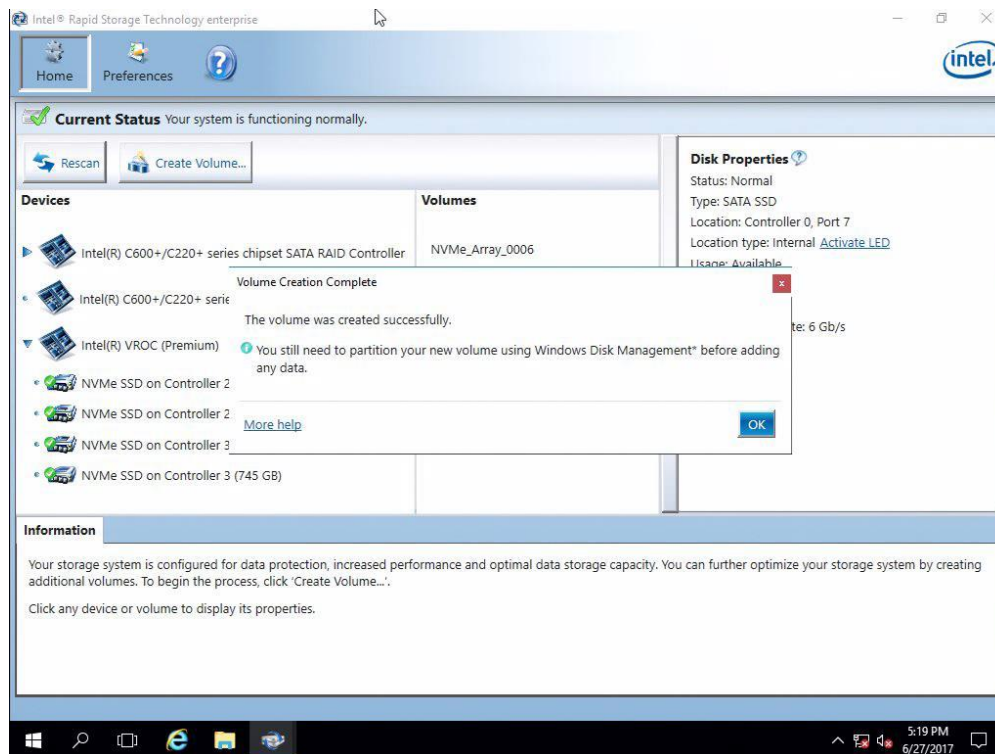 Intel® Rapid Storage Technology enterprise
Home
Preferences
?
(intel)
Current Status Your system is functioning normally.
Rescan
Create Volume...
Devices
Volumes
Intel(R) C600+/C220+ series chipset SATA RAID Controller
NVMe_Array_0006
Intel(R) C600+/C220+ serie
Intel(R) VROC (Premium)
NVMe SSD on Controller 2
NVMe SSD on Controller 2
NVMe SSD on Controller 3
NVMe SSD on Controller 3 (745 GB)
Disk Properties ?
Status: Normal
Type: SATA SSD
Location: Controller 0, Port 7
Location type: Internal Activate LED
Usage: Available
te: 6 Gb/s
Volume Creation Complete
x
The volume was created successfully.
You still need to partition your new volume using Windows Disk Management* before adding
any data.
More help
OK
Information
Your storage system is configured for data protection, increased performance and optimal data storage capacity. You can further optimize your storage system by creating
additional volumes. To begin the process, click 'Create Volume...'.
Click any device or volume to display its properties.
5:19 PM
6/27/2017